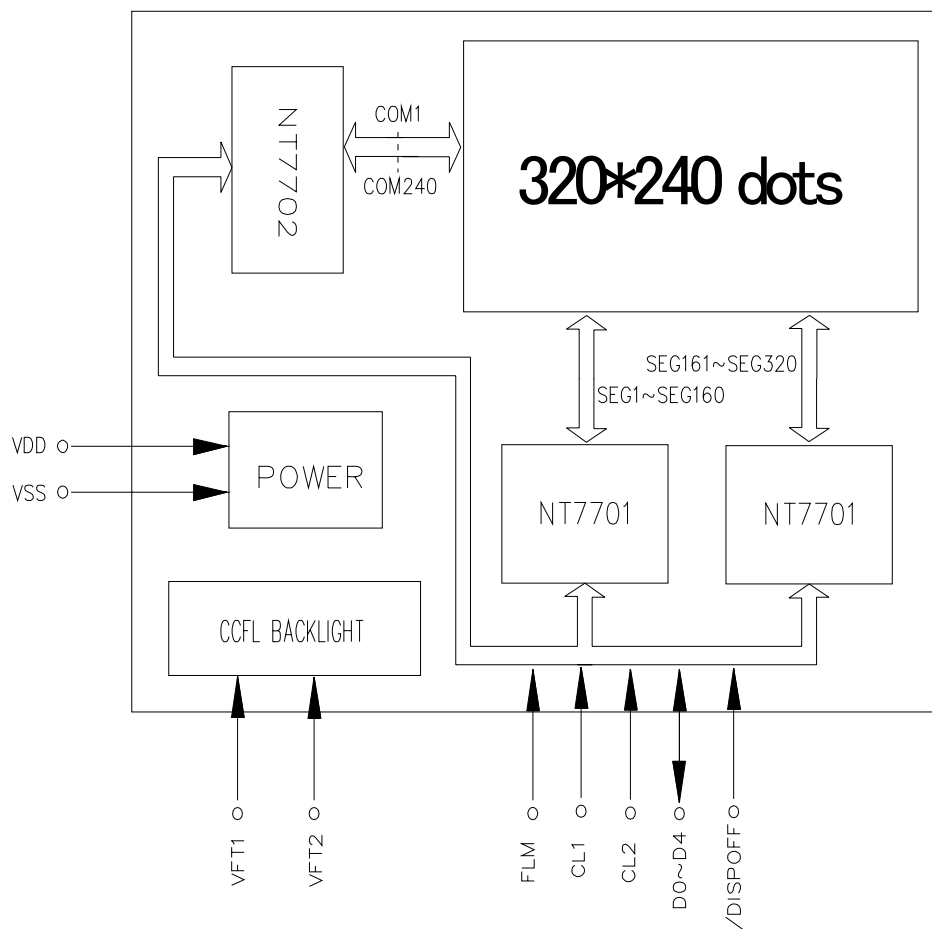 NT7702
COM1
COM240
320*240 dots
SEG161~SEG320
SEG1~SEG160
VDD
VSS
POWER
NT7701
NT7701
CCFL BACKLIGHT
VFT1
VFT2
FLM
CL1
CL2
D0~D4
/DISPOFF